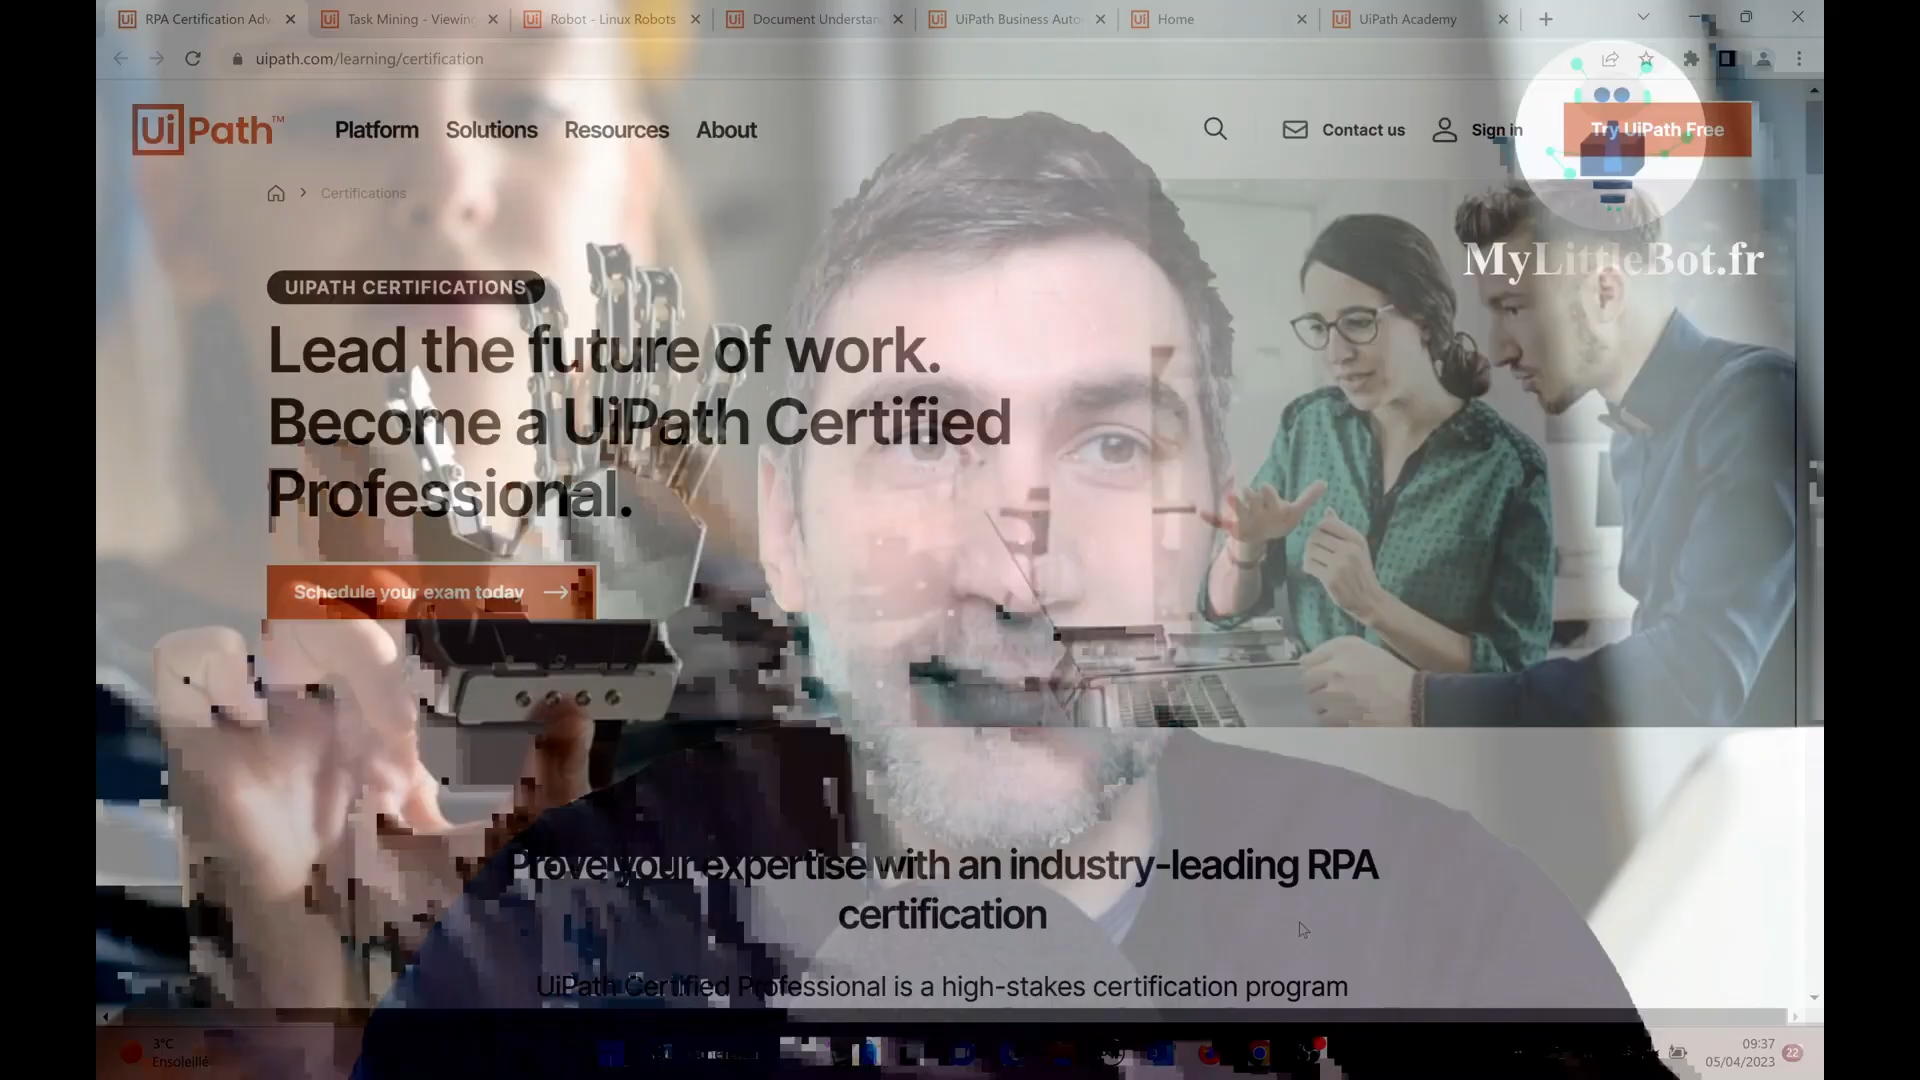 RPA Certification Adv
Task Mining - Viewing
Robot - Linux Robots
Document Understan
UiPath Business Auto
Home
UiPath Academy
uipath.com/learning/certification
UiPath™
Platform
Solutions
Resources
About
Contact us
Sign in
Try UiPath Free
Certifications
MyLittleBot.fr
UIPATH CERTIFICATIONS
Lead the future of work.
Become a UiPath Certified
Professional.
Schedule your exam today
Prove your expertise with an industry-leading RPA
certification
UiPath Certified Professional is a high-stakes certification program
3°C
Ensoleillé
09:37
05/04/2023
22